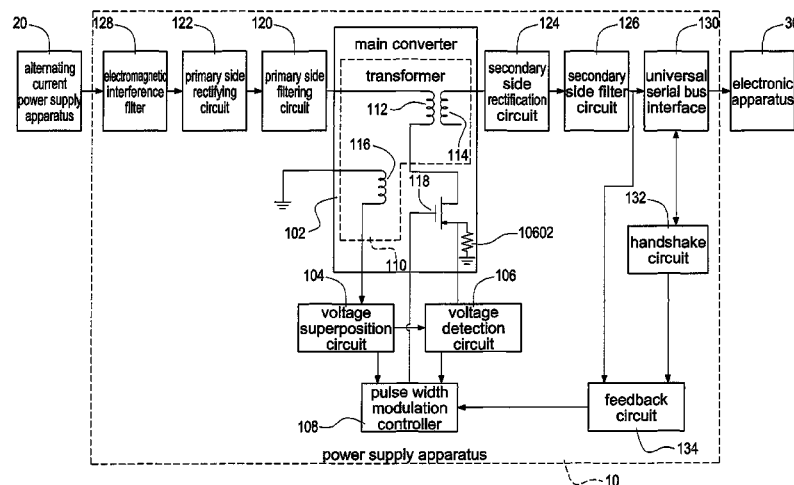 20
128
122
120
124
126
130
30
alternating
current
power supply
apparatus
electromagnetic
interference
filter
primary side
rectifying
circuit
primary side
filtering
circuit
main converter
transformer
112
114
116
118
102
110
10602
secondary
side
rectification
circuit
secondary
side filter
circuit
universal
serial bus
interface
electronic
apparatus
132
handshake
circuit
104
106
voltage
superposition
circuit
voltage
detection
circuit
pulse width
modulation
controller
108
feedback
circuit
134
power supply apparatus
10